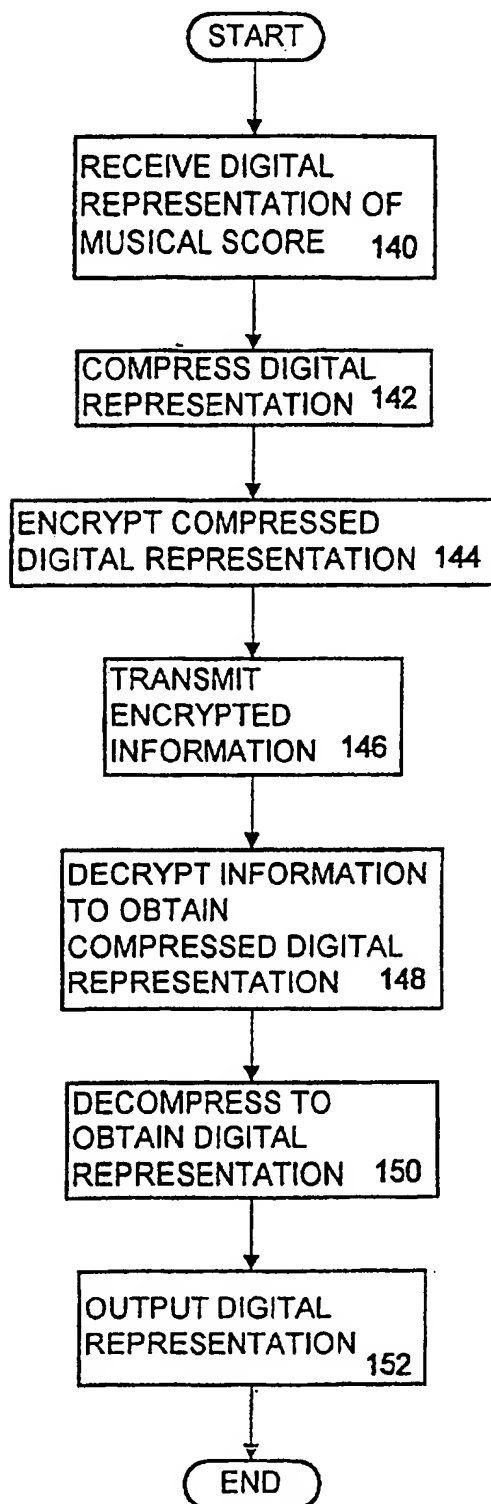 START
RECEIVE DIGITAL
REPRESENTATION OF
MUSICAL SCORE 140
COMPRESS DIGITAL
REPRESENTATION 142
ENCRYPT COMPRESSED
DIGITAL REPRESENTATION 144
TRANSMIT
ENCRYPTED
INFORMATION 146
DECRYPT INFORMATION
TO OBTAIN
COMPRESSED DIGITAL
REPRESENTATION 148
DECOMPRESS TO
OBTAIN DIGITAL
REPRESENTATION 150
OUTPUT DIGITAL
REPRESENTATION
152
END